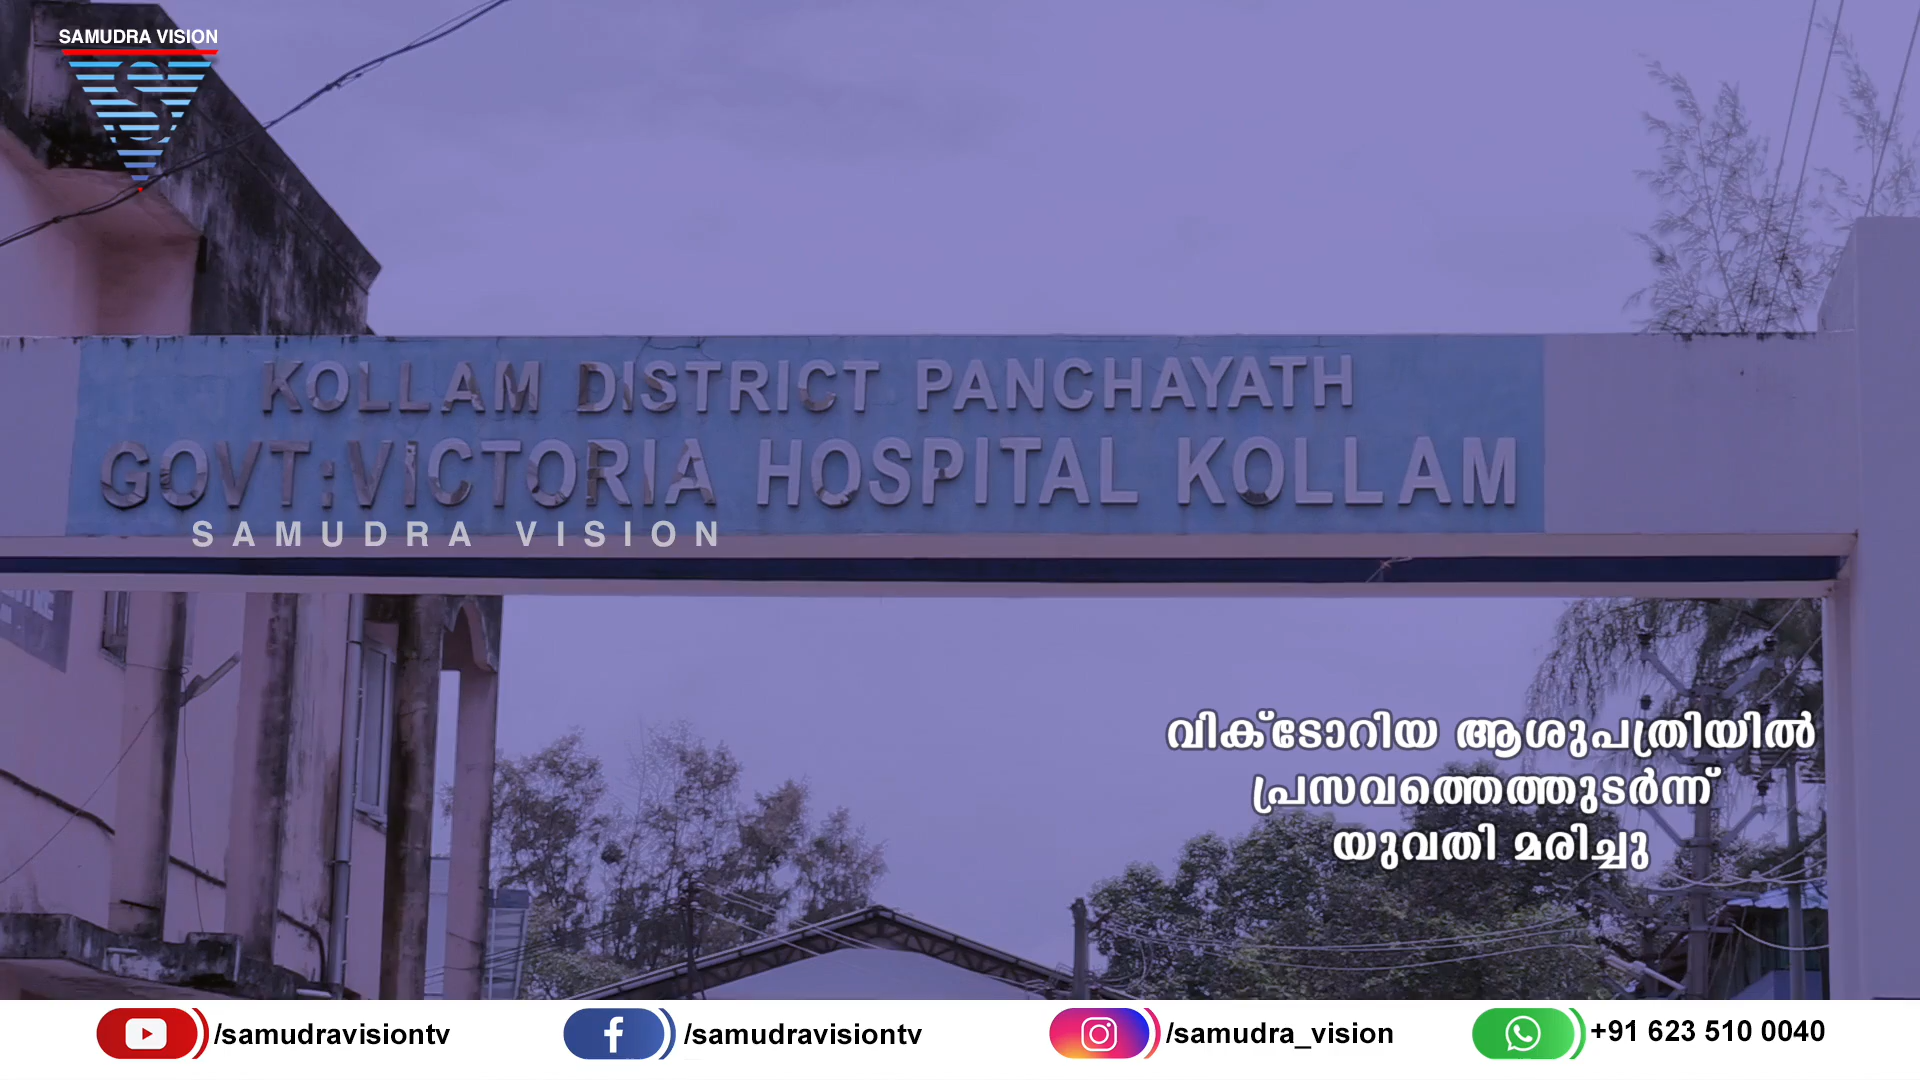 SAMUDRA VISION
KOLLAM DISTRICT PANCHAYATH
GOVT:VICTORIA HOSPITAL KOLLAM
SAMUDRA VISION
വിക്ടോറിയ ആശുപത്രിയിൽ
പ്രസവത്തെത്തുടർന്ന്
യുവതി മരിച്ചു
/samudravisiontv
/samudravisiontv
/samudra_vision
+91 623 510 0040